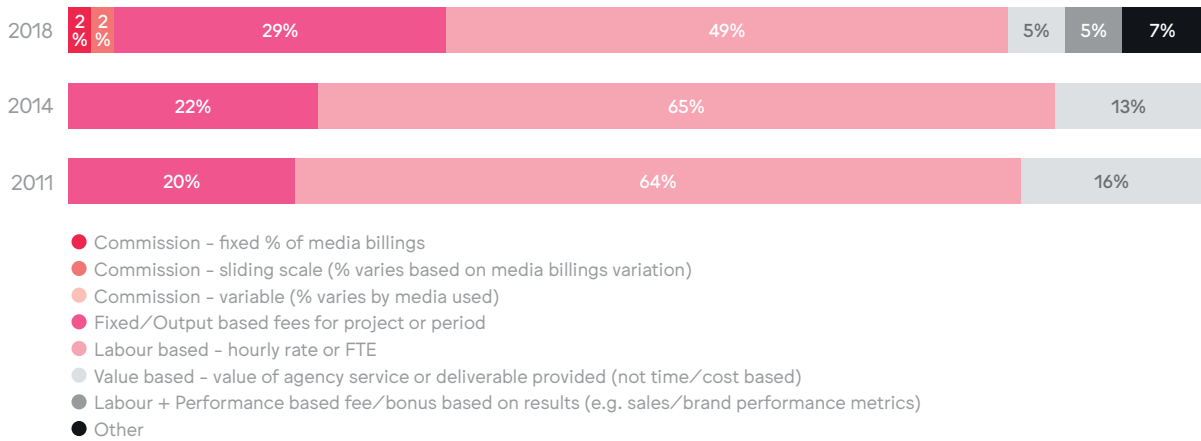 2018 2% 2% 29% 49% 5% 5% 7%
2014 22% 65% 13%
2011 20% 64% 16%
Commission - fixed % of media billings
Commission - sliding scale (% varies based on media billings variation)
Commission - variable (% varies by media used)
Fixed/Output based fees for project or period
Labour based - hourly rate or FTE
Value based - value of agency service or deliverable provided (not time/cost based)
Labour + Performance based fee/bonus based on results (e.g. sales/brand performance metrics)
Other